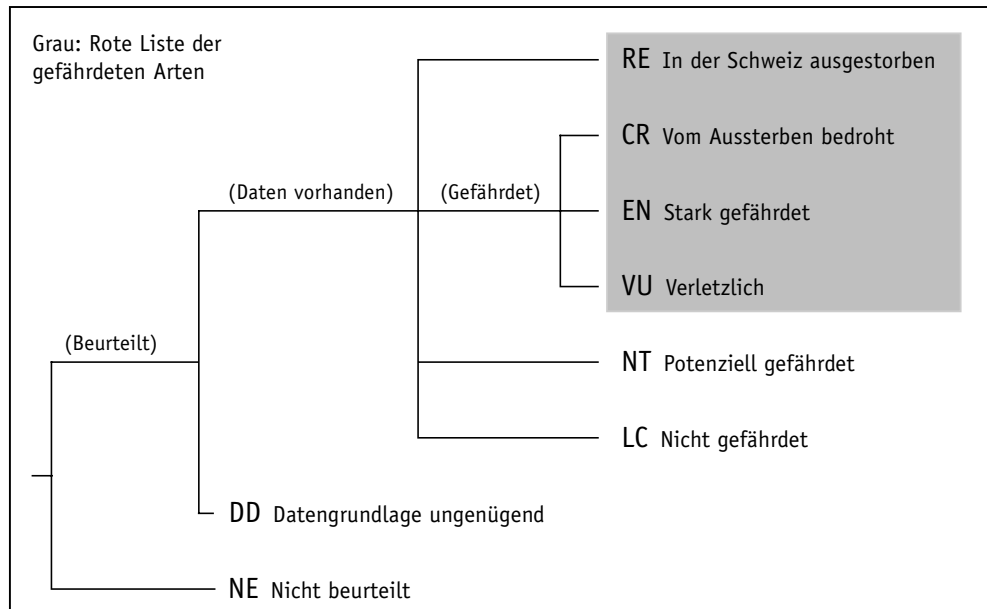 Grau: Rote Liste der
gefährdeten Arten
RE In der Schweiz ausgestorben
CR Vom Aussterben bedroht
(Daten vorhanden)
(Gefährdet)
EN Stark gefährdet
VU Verletzlich
(Beurteilt)
NT Potenziell gefährdet
LC Nicht gefährdet
DD Datengrundlage ungenügend
NE Nicht beurteilt